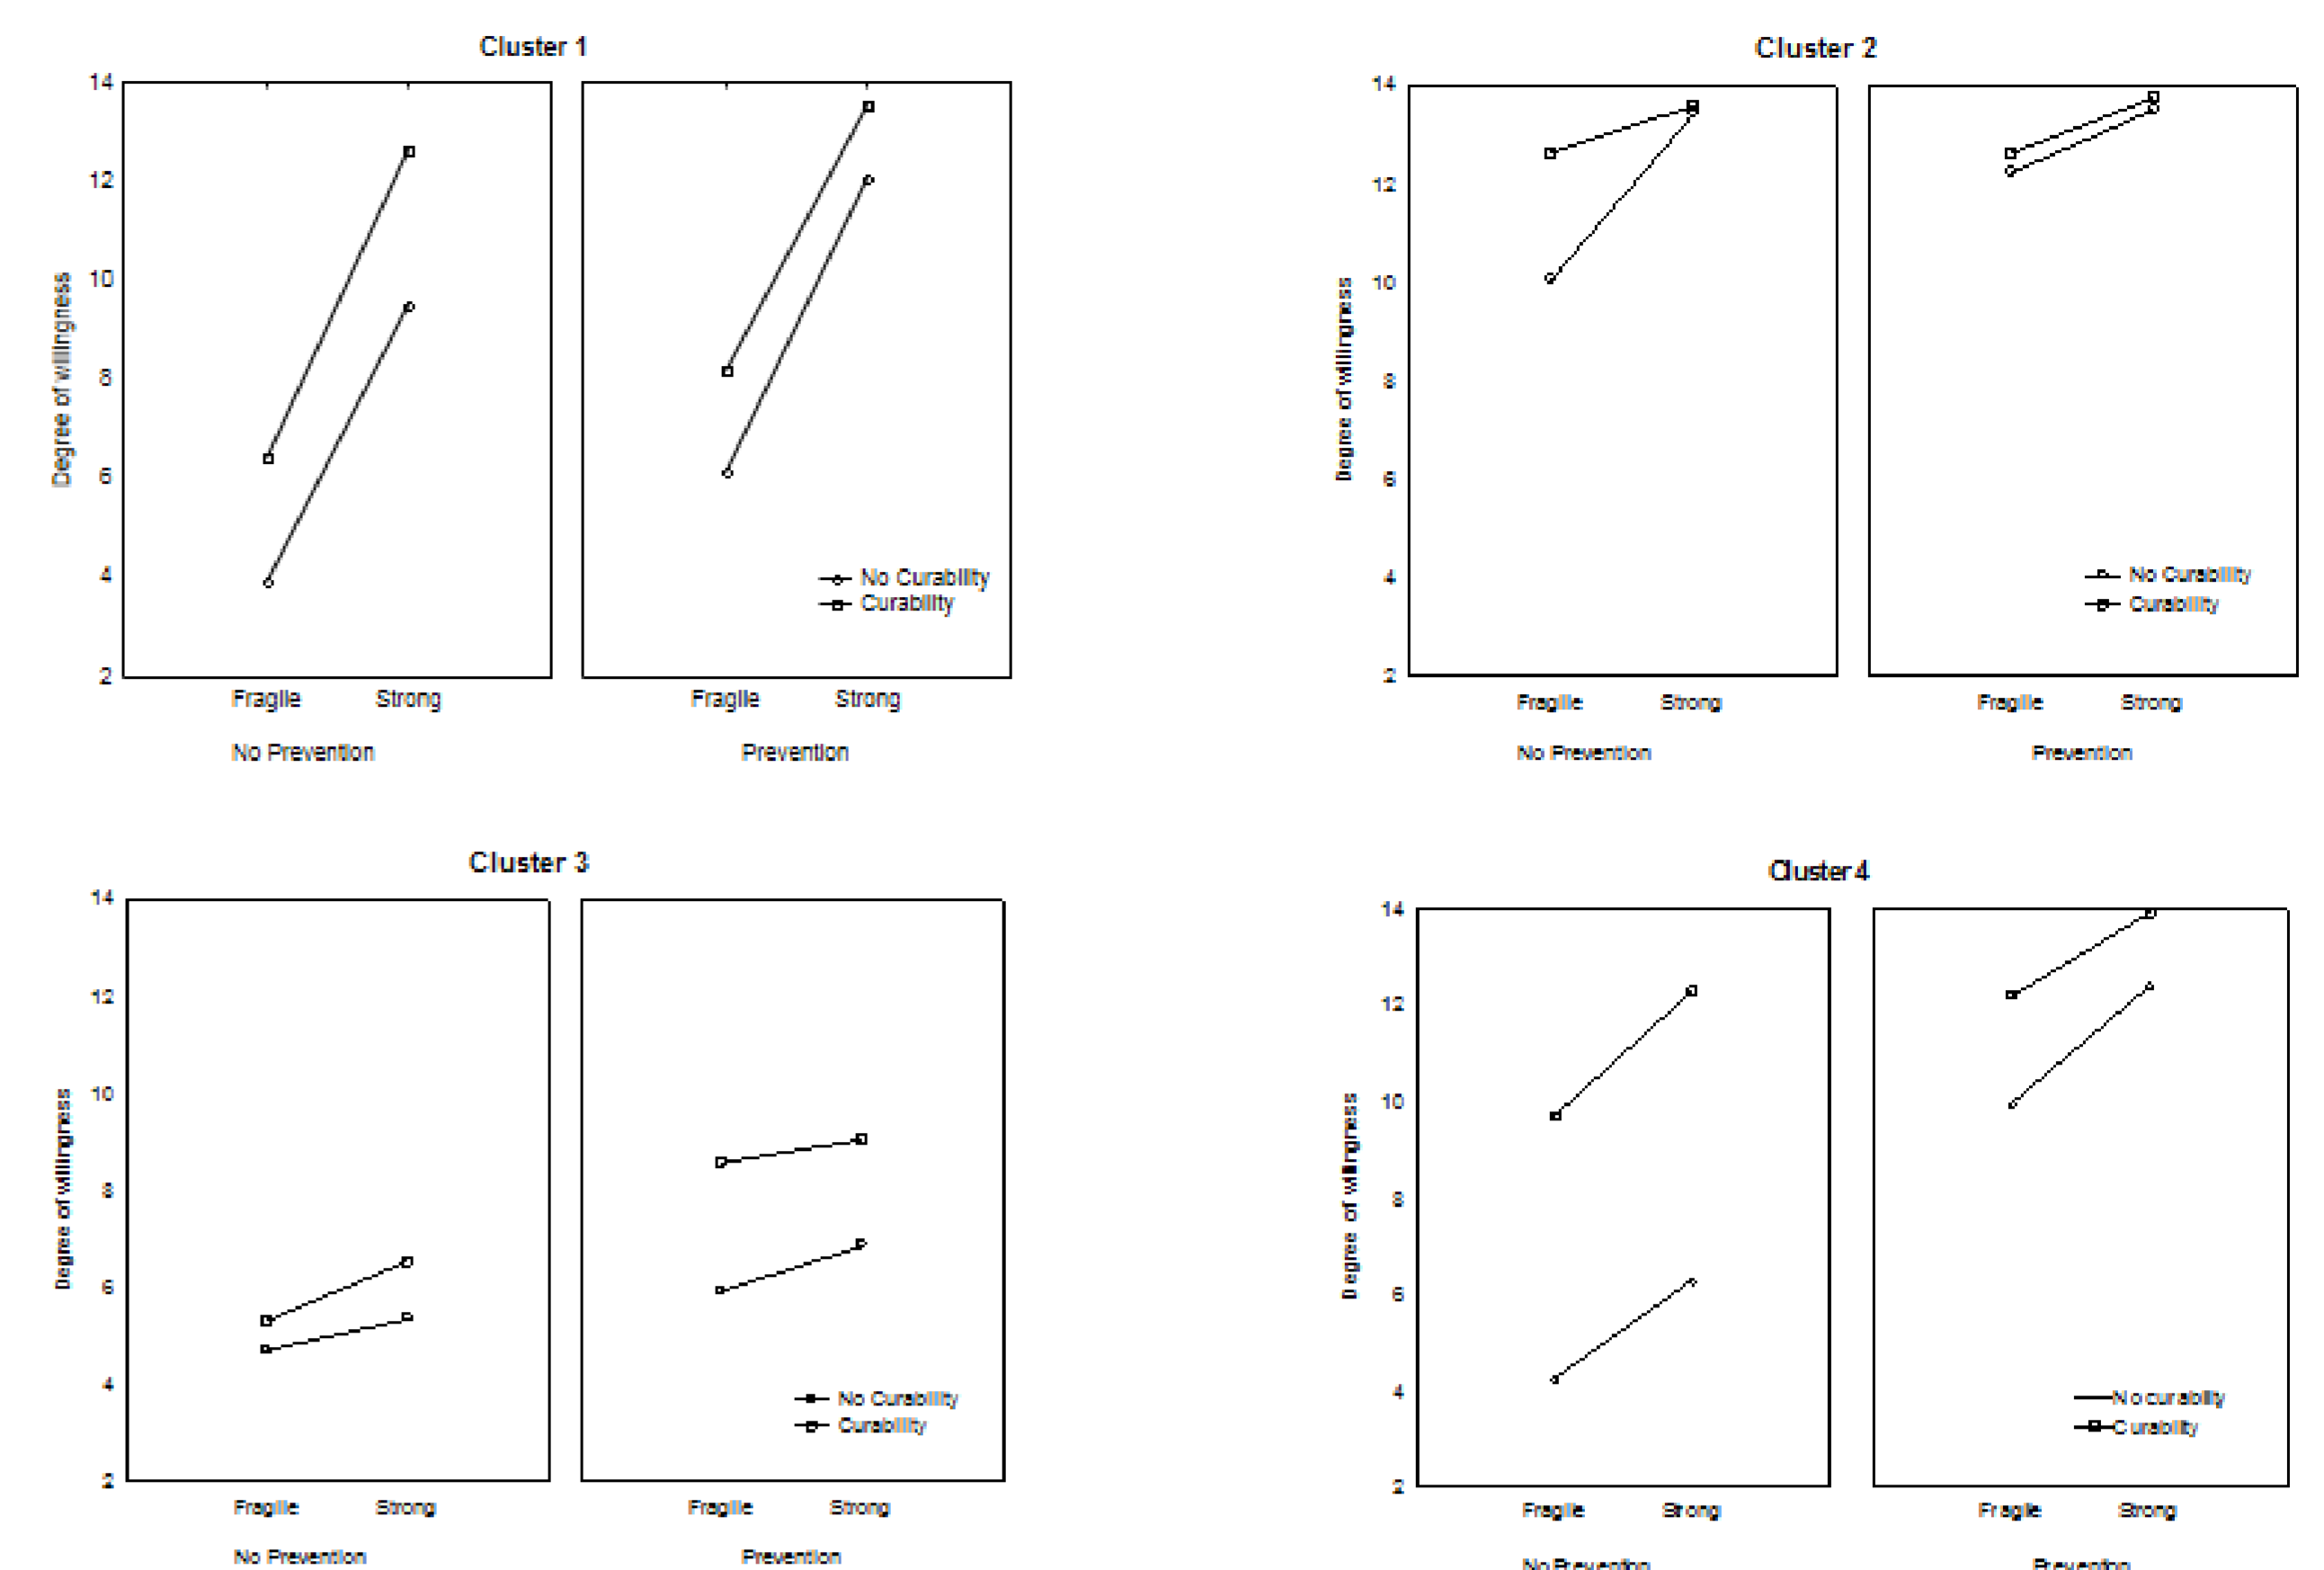 Cluster 1
14
12
10
8
6
4
2
Degree of willingness
No Curability
Curability
Fragile Strong Fragile Strong
No Prevention Prevention
Cluster 2
14
12
10
8
6
4
2
Degree of willingness
No Curability
Curability
Fragile Strong Fragile Strong
No Prevention Prevention
Cluster 3
14
12
10
8
6
4
2
Degree of willingness
No Curability
Curability
Fragile Strong Fragile Strong
No Prevention Prevention
Cluster 4
14
12
10
8
6
4
2
Degree of willingness
No curability
Curability
Fragile Strong Fragile Strong
No Prevention Prevention